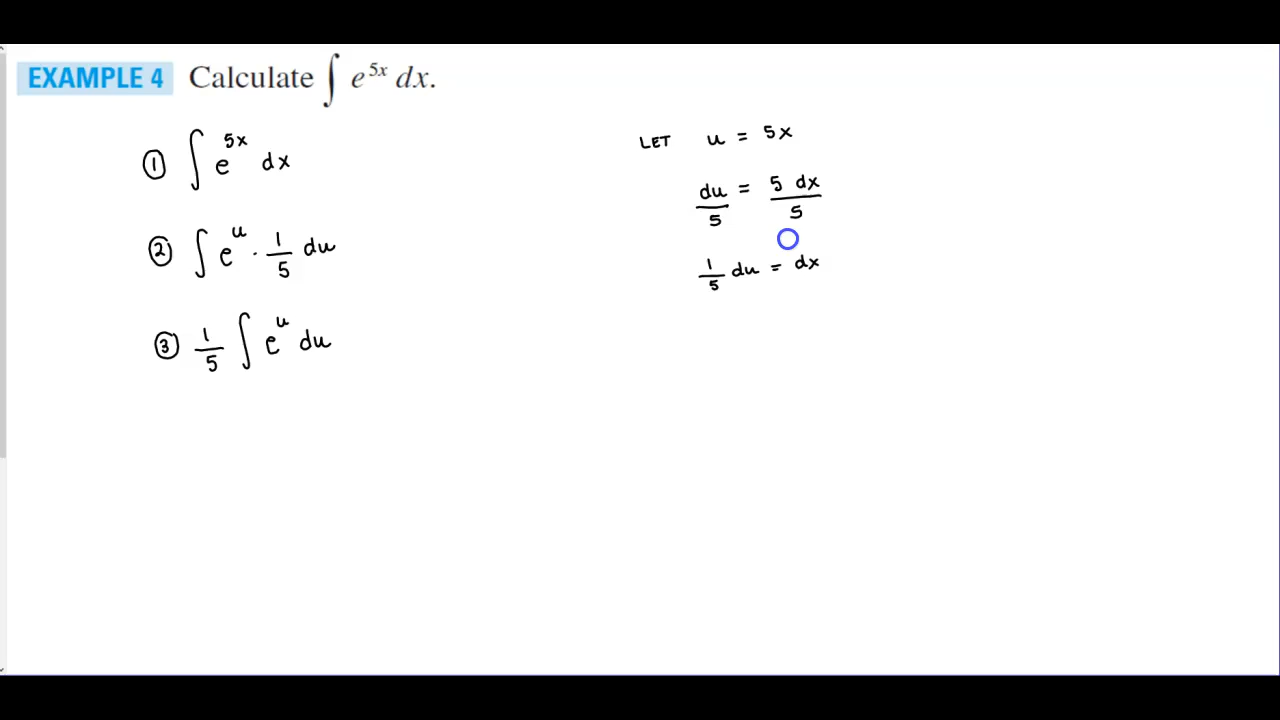 EXAMPLE 4 Calculate ∫ e^{5x} dx.
① ∫ e^{5x} dx
② ∫ e^u · 1/5 du
③ 1/5 ∫ e^u du
LET u = 5x
du/5 = 5 dx/5
1/5 du = dx